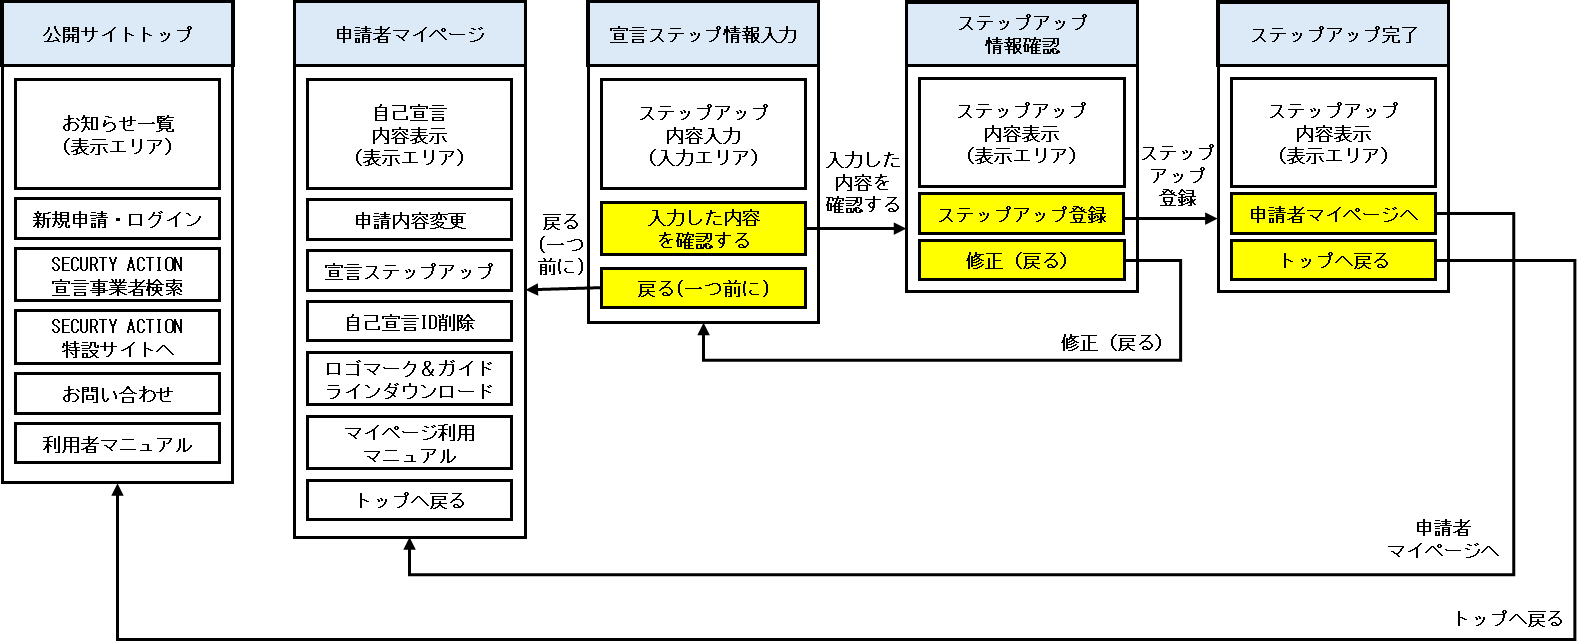 公開サイトトップ
お知らせ一覧
(表示エリア)
新規申請・ログイン
SECURTY ACTION
宣言事業者検索
SECURTY ACTION
特設サイトへ
お問い合わせ
利用者マニュアル
申請者マイページ
自己宣言
内容表示
(表示エリア)
申請内容変更
宣言ステップアップ
自己宣言ID削除
ロゴマーク＆ガイド
ラインダウンロード
マイページ利用
マニュアル
トップへ戻る
戻る
(一つ
前に)
宣言ステップ情報入力
ステップアップ
内容入力
(入力エリア)
入力した内容
を確認する
戻る(一つ前に)
入力した
内容を
確認する
ステップアップ
情報確認
ステップアップ
内容表示
(表示エリア)
ステップアップ登録
修正（戻る）
修正（戻る）
ステップ
アップ
登録
ステップアップ完了
ステップアップ
内容表示
(表示エリア)
申請者マイページへ
トップへ戻る
申請者
マイページへ
トップへ戻る